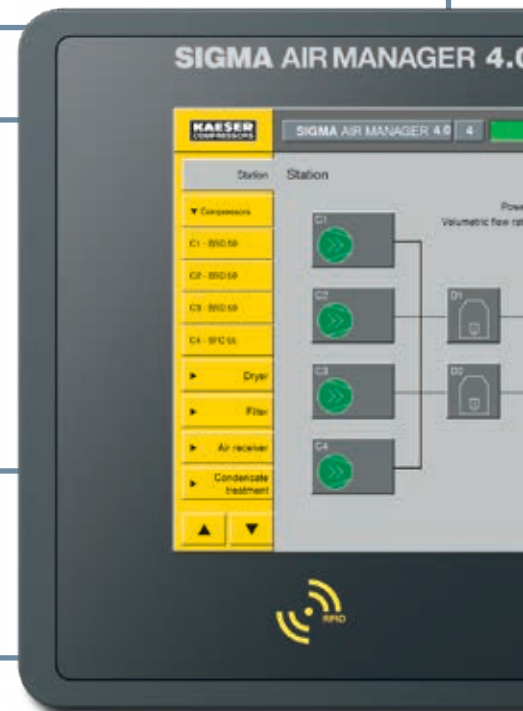 SIGMA AIR MANAGER 4.0
KAESER
COMPRESSORS
SIGMA AIR MANAGER 4.0 4
Station
Station
▼ Compressors
C1 - BSD 50
C2 - BSD 50
C3 - BSD 50
C4 - SFC 55
► Dryer
► Filter
► Air receiver
► Condensate
treatment
▲ ▼
Volumetric flow
C1
C2
C3
C4
D1
D2
RFID